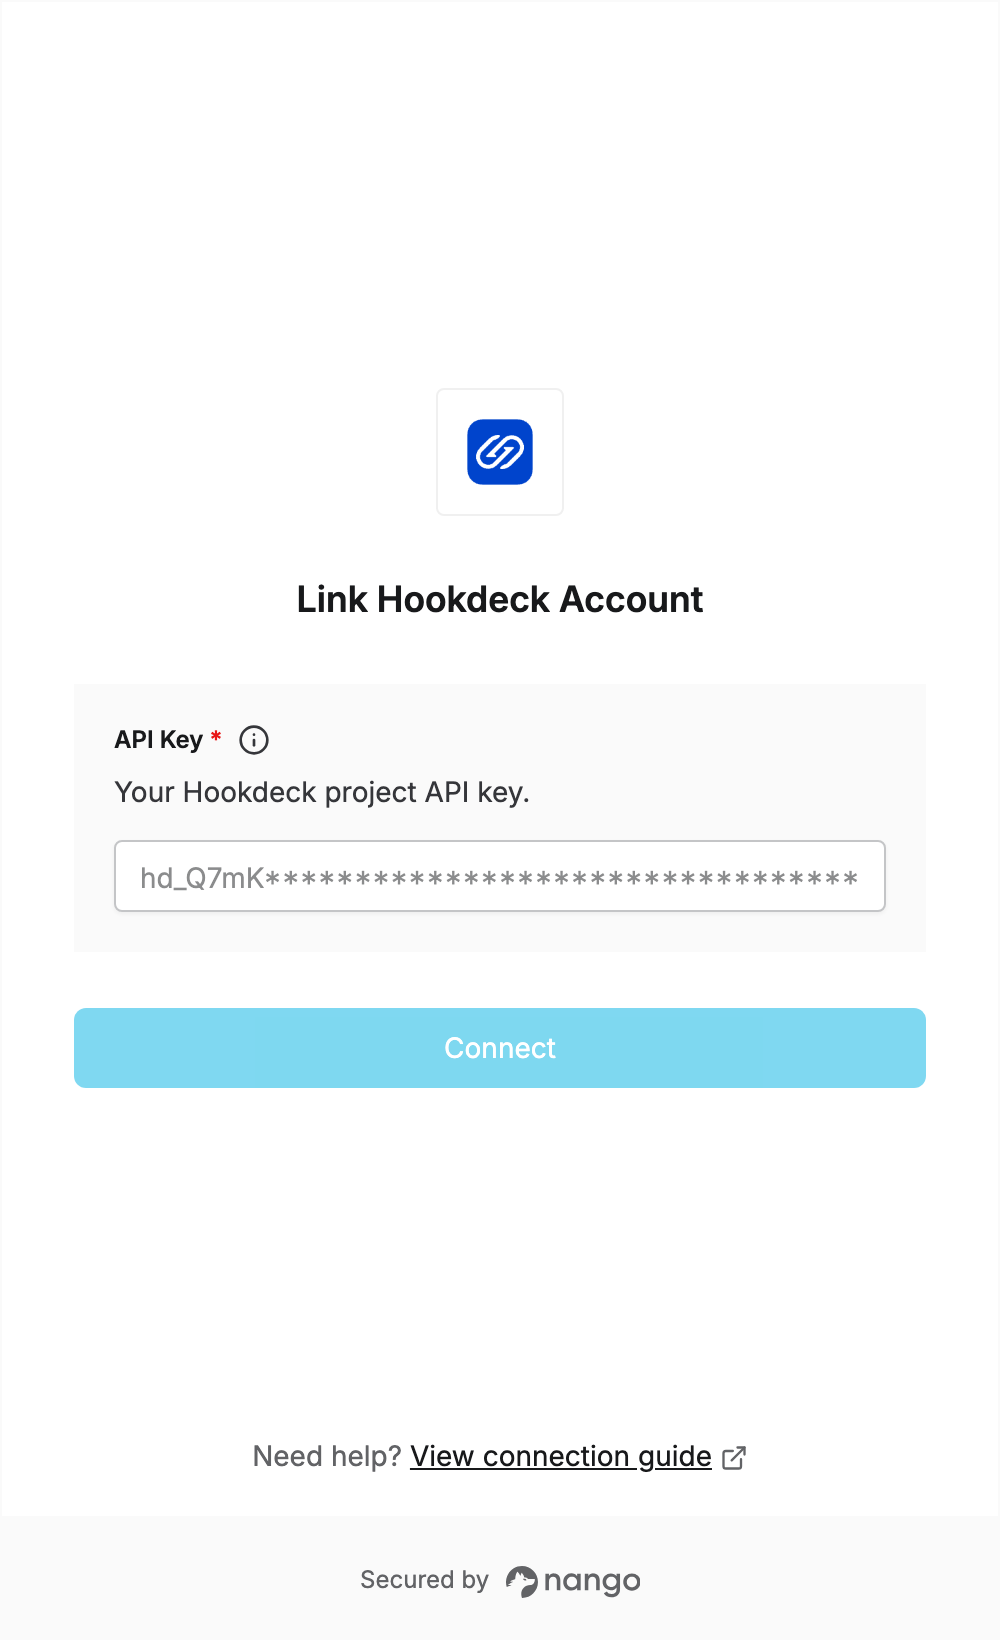 Link Hookdeck Account
API Key *
Your Hookdeck project API key.
hd_Q7mK*********************************
Connect
Need help? View connection guide
Secured by nango